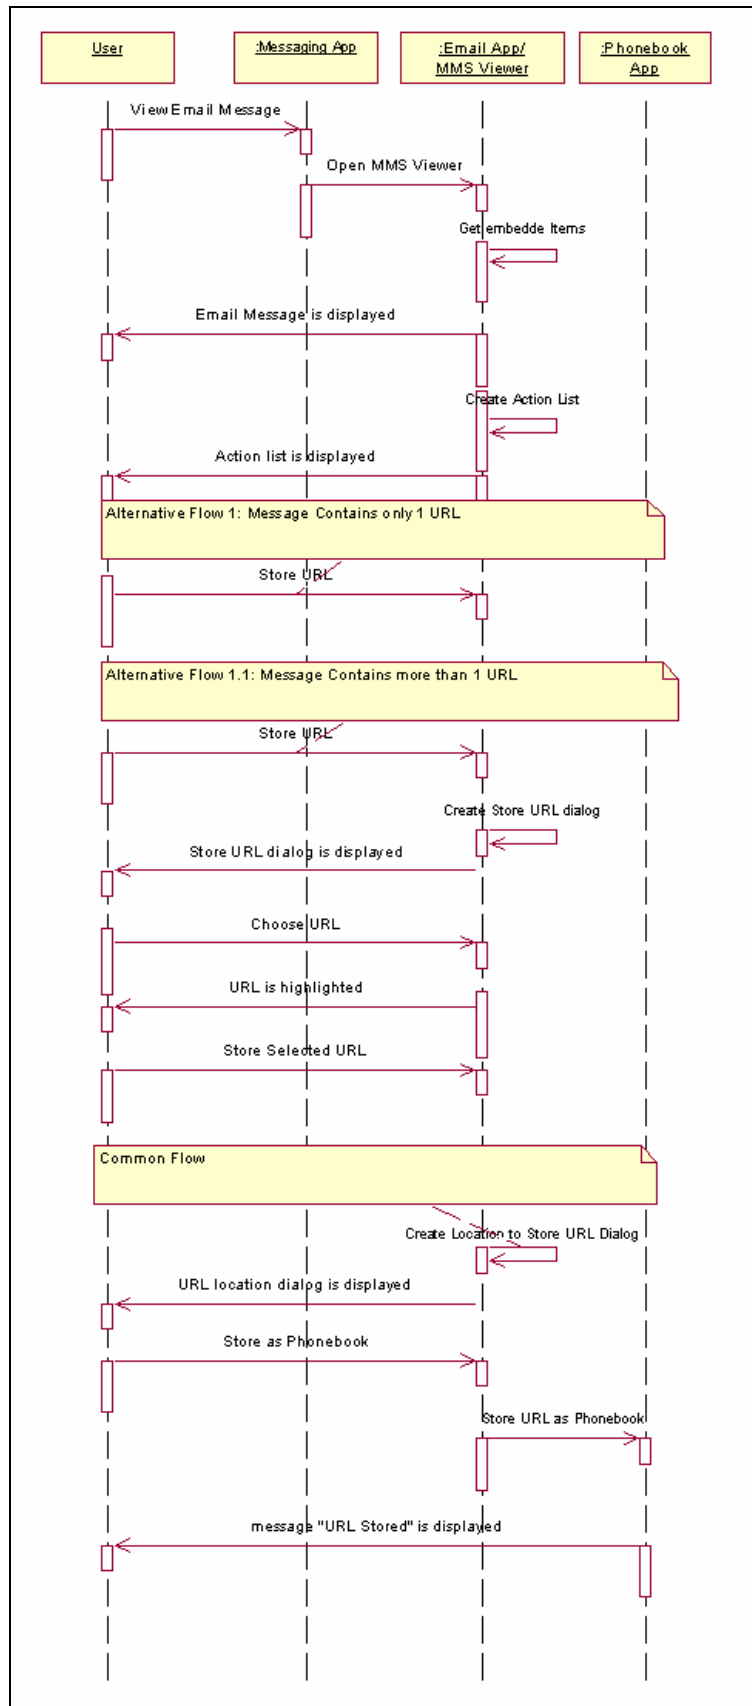 User
:Messaging App
:Email App/
MMS Viewer
:Phonebook
App
View Email Message
Open MMS Viewer
Get embedde Items
Email Message is displayed
Create Action List
Action list is displayed
Alternative Flow 1: Message Contains only 1 URL
Store URL
Alternative Flow 1.1: Message Contains more than 1 URL
Store URL
Create Store URL dialog
Store URL dialog is displayed
Choose URL
URL is highlighted
Store Selected URL
Common Flow
Create Location to Store URL Dialog
URL location dialog is displayed
Store as Phonebook
Store URL as Phonebook
message "URL Stored" is displayed